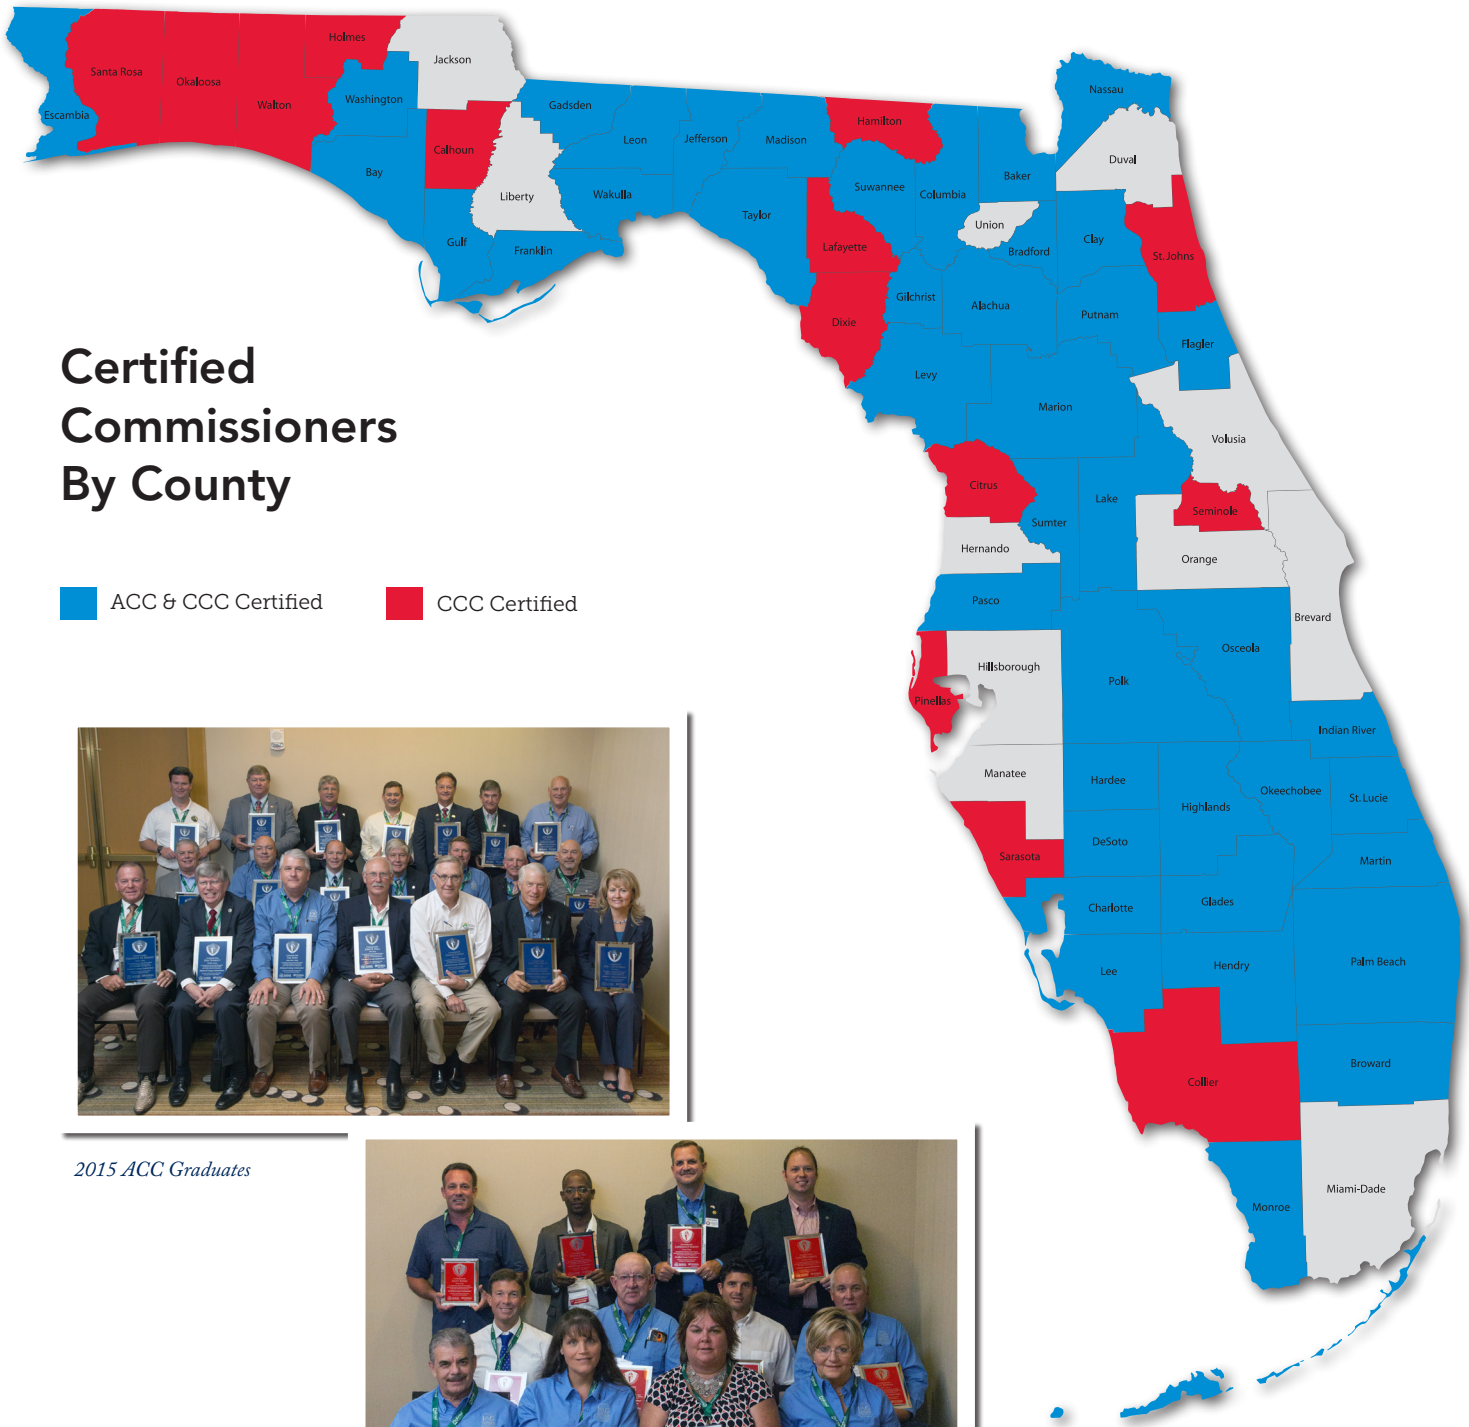 Holmes
Jackson
Santa Rosa
Okaloosa
Walton
Washington
Escambia
Calhoun
Bay
Liberty
Gulf
Franklin
Gadsden
Leon
Jefferson
Madison
Wakulla
Taylor
Hamilton
Suwannee
Columbia
Baker
Nassau
Duval
Union
Bradford
Clay
St. Johns
Lafayette
Gilchrist
Alachua
Putnam
Dixie
Flagler
Levy
Marion
Volusia
Citrus
Lake
Sumter
Seminole
Hernando
Orange
Pasco
Brevard
Hillsborough
Osceola
Polk
Pinellas
Indian River
Manatee
Hardee
Highlands
Okeechobee
St. Lucie
DeSoto
Sarasota
Martin
Charlotte
Glades
Lee
Hendry
Palm Beach
Collier
Broward
Miami-Dade
Monroe
Certified
Commissioners
By County
ACC & CCC Certified
CCC Certified
2015 ACC Graduates